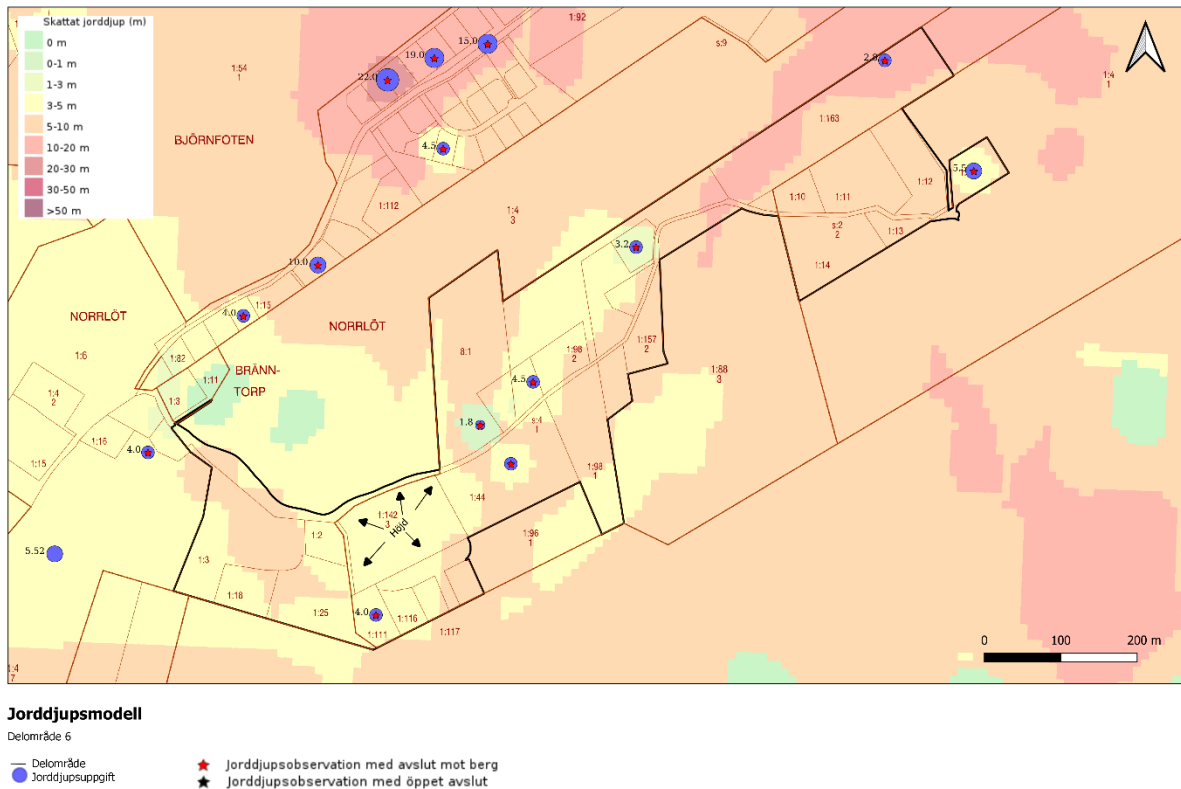 Skattat jorddjup (m)
0 m
0-1 m
1-3 m
3-5 m
5-10 m
10-20 m
20-30 m
30-50 m
>50 m
1:92
15.0
19.0
22.0
s:9
2.8
1:4
1
1:54
1
BJÖRNFOTEN
4.5
1:163
5.5
1:12
1:10
1:11
1:112
1:4
3
s:2
2
1:13
3.2
1:14
10.0
NORRLÖT
4.0
1:15
NORRLÖT
1:6
1:82
8:1
1:98
2
1:157
2
BRÄNN-
TORP
1:11
1:88
3
4.5
1:4
2
1:3
1.8
s:4
1
1:16
4.0
1:15
1:98
1
1:44
1:142
3
Höjd
1:2
1:96
1
5.52
1:3
1:18
1:25
4.0
1:116
1:111
1:117
1:4
7
0 100 200 m
Jorddjupsmodell
Delområde 6
Delområde
Jorddjupsuppgift
Jorddjupsobservation med avslut mot berg
Jorddjupsobservation med öppet avslut